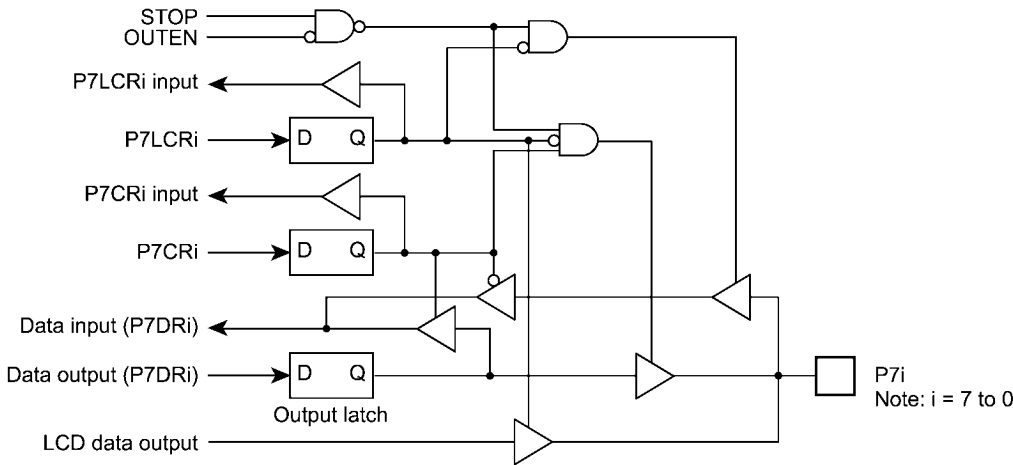 STOP
OUTEN
P7LCRi input
P7LCRi
D Q
P7CRi input
P7CRi
D Q
Data input (P7DRi)
Data output (P7DRi)
D Q
Output latch
P7i
Note: i = 7 to 0
LCD data output